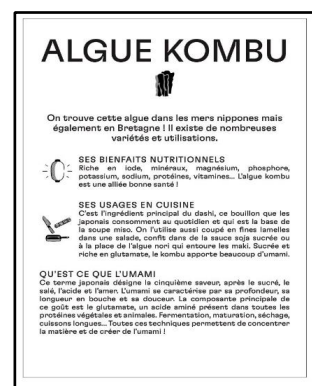 ALGUE KOMBU
On trouve cette algue dans les mers nippones mais
également en Bretagne ! Il existe de nombreuses
variétés et utilisations.
SES BIENFAITS NUTRITIONNELS
Riche en iode, minéraux, magnésium, phosphore,
potassium, sodium, protéines, vitamines... L'algue kombu
est une alliée bonne santé !
SES USAGES EN CUISINE
C'est l'ingrédient principal du dashi, ce bouillon que les
japonais consomment au quotidien et qui est la base de
la soupe miso. On l'utilise aussi coupé en fines lamelles
dans une salade, confit dans de la sauce soja sucrée ou
à la place de l'algue nori qui entoure les maki. Sucrée et
riche en glutamate, le kombu apporte beaucoup d'umami.
QU'EST CE QUE L'UMAMI
Ce terme japonais désigne la cinquième saveur, après le sucré, le
salé, l'acide et l'amer. L'umami se caractérise par sa profondeur, sa
longueur en bouche et sa douceur. La composante principale de
ce goût est le glutamate, un acide aminé présent dans toutes les
protéines végétales et animales. Fermentation, maturation, séchage,
cuissons longues... Toutes ces techniques permettent de concentrer
la matière et de créer de l'umami !